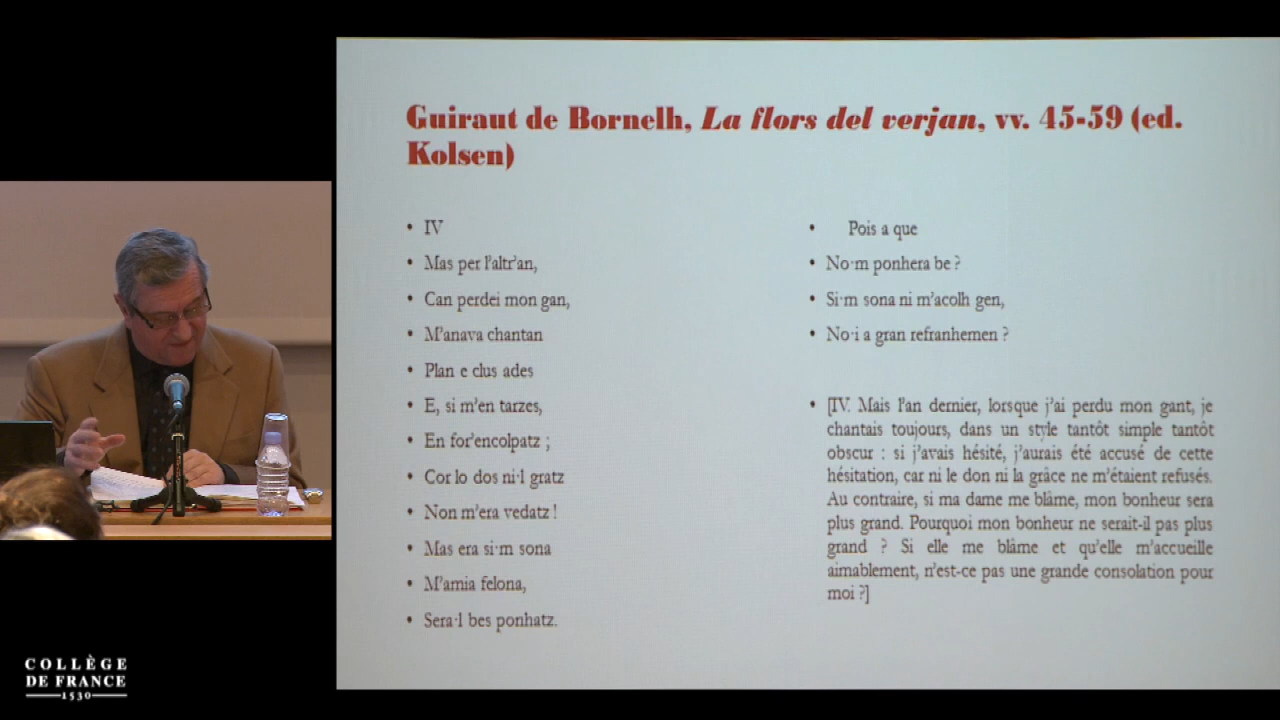 Guiraut de Bornelh, La flors del verjan, vv. 45-59 (ed.
Kolsen)
• IV
• Mas per l'altr'an,
• Can perdei mon gan,
• M'anava chantan
• Plan e clus ades
• E, si m'en tarzes,
• En for'encolpatz ;
• Cor lo dos ni·l gratz
• Non m'era vedatz !
• Mas era si·m sona
• M'amia felona,
• Sera·l bes ponhatz.
• Pois a que
• No·m ponhera be ?
• Si·m sona ni m'acolh gen,
• No·i a gran refranhemen ?
• [IV. Mais l'an dernier, lorsque j'ai perdu mon gant, je
chantais toujours, dans un style tantôt simple tantôt
obscur : si j'avais hésité, j'aurais été accusé de cette
hésitation, car ni le don ni la grâce ne m'étaient refusés.
Au contraire, si ma dame me blâme, mon bonheur sera
plus grand. Pourquoi mon bonheur ne serait-il pas plus
grand ? Si elle me blâme et qu'elle m'accueille
aimablement, n'est-ce pas une grande consolation pour
moi ?]
COLLÈGE
DE FRANCE
1530